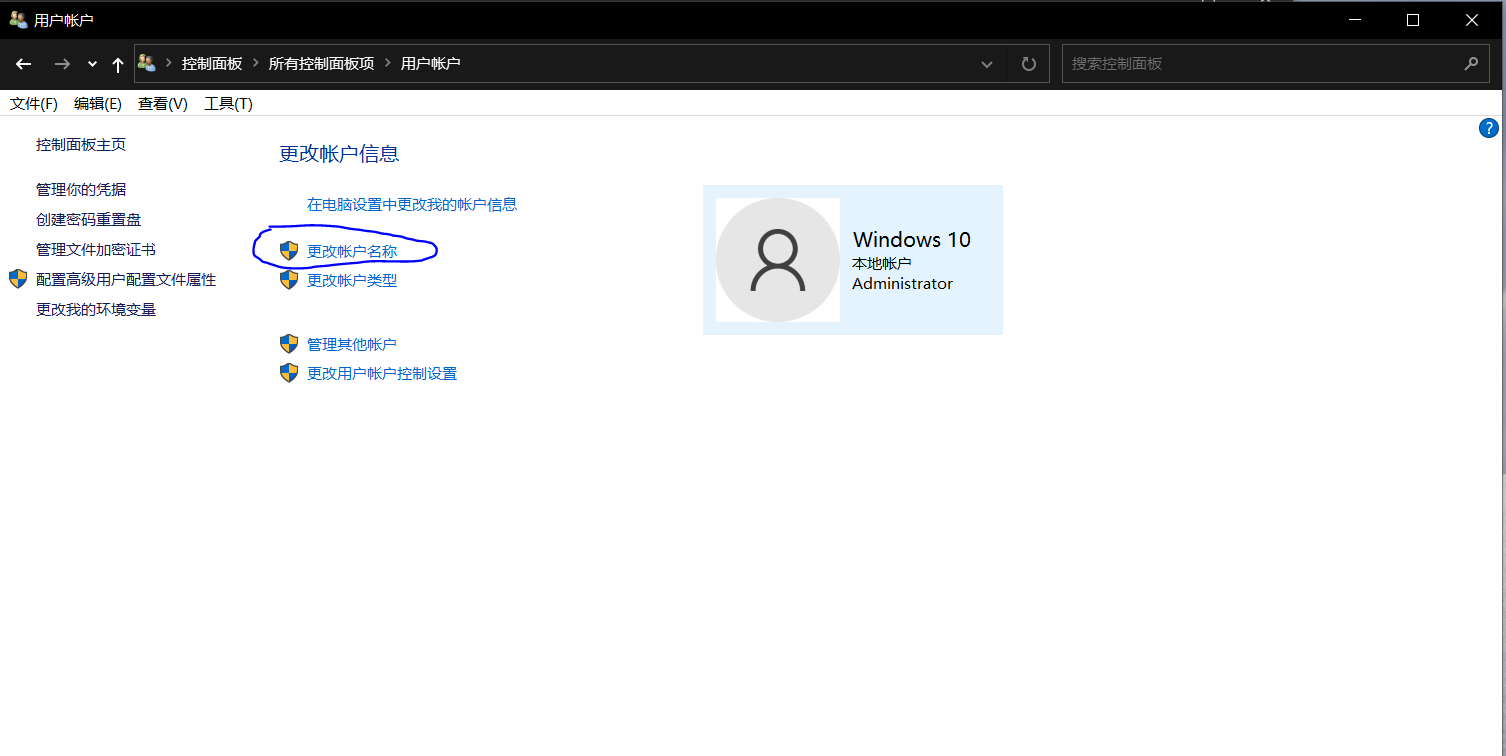 用户帐户
控制面板 所有控制面板项 用户帐户
搜索控制面板
文件(F) 编辑(E) 查看(V) 工具(T)
?
控制面板主页
管理你的凭据
创建密码重置盘
管理文件加密证书
配置高级用户配置文件属性
更改我的环境变量
更改帐户信息
在电脑设置中更改我的帐户信息
更改帐户名称
更改帐户类型
管理其他帐户
更改用户帐户控制设置
Windows 10
本地帐户
Administrator